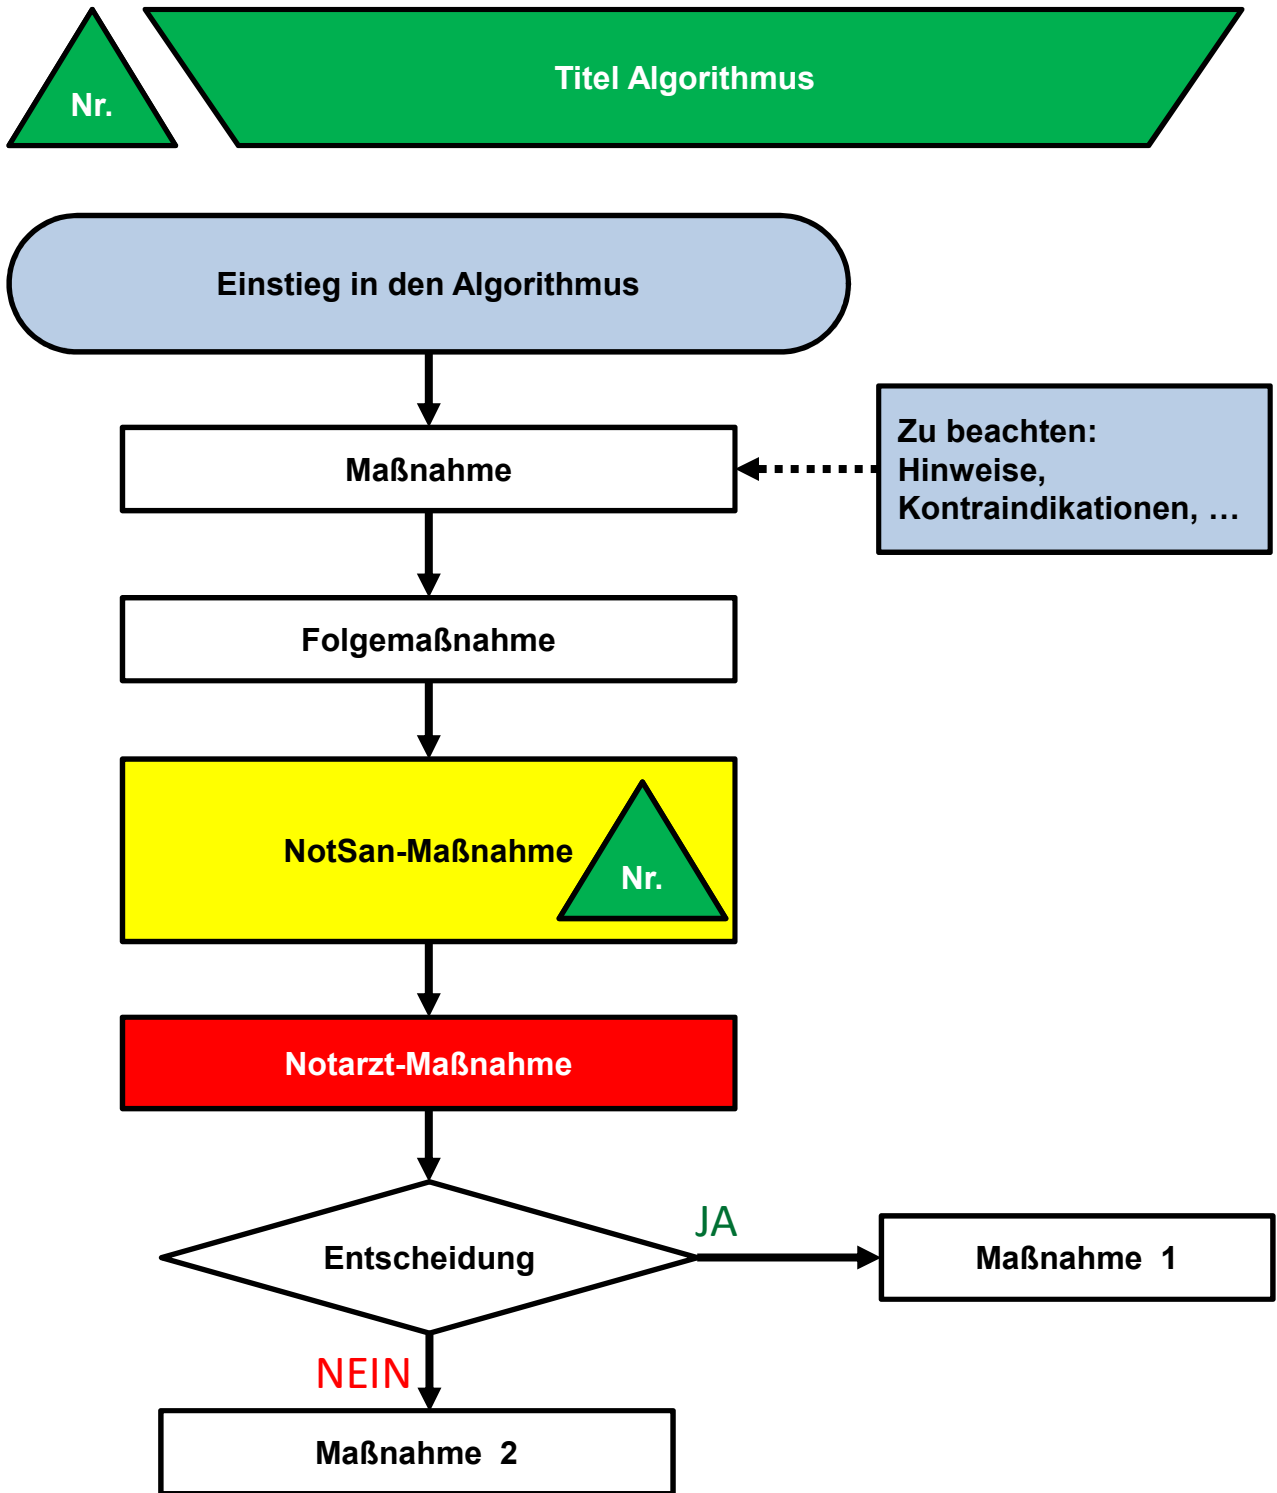 Nr.
Titel Algorithmus
Einstieg in den Algorithmus
Maßnahme
Zu beachten:
Hinweise,
Kontraindikationen, …
Folgemaßnahme
NotSan-Maßnahme
Nr.
Notarzt-Maßnahme
Entscheidung
JA
Maßnahme 1
NEIN
Maßnahme 2